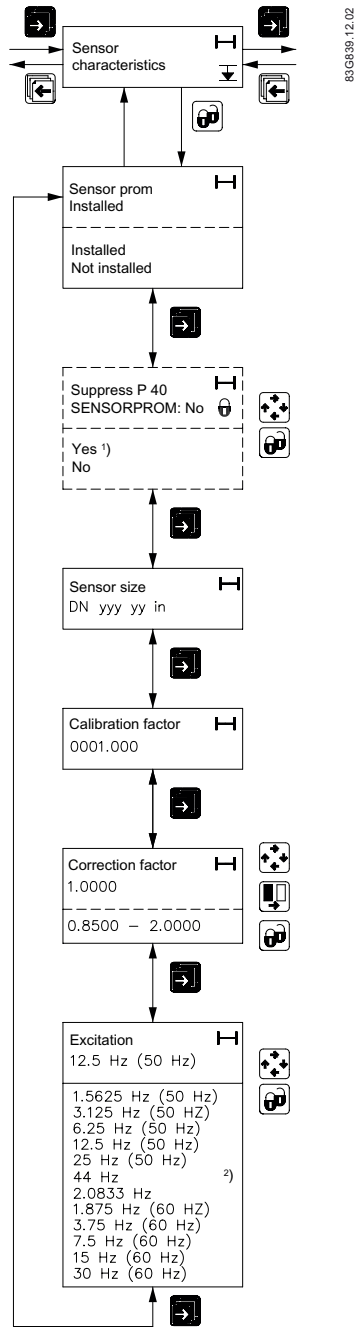 83G839.12.02
Sensor
characteristics
Sensor prom
Installed
Installed
Not installed
Suppress P 40
SENSORPROM: No
Yes ¹)
No
Sensor size
DN yyy yy in
Calibration factor
0001.000
Correction factor
1.0000
0.8500 – 2.0000
Excitation
12.5 Hz (50 Hz)
1.5625 Hz (50 Hz)
3.125 Hz (50 HZ)
6.25 Hz (50 Hz)
12.5 Hz (50 Hz)
25 Hz (50 Hz)
44 Hz ²)
2.0833 Hz
1.875 Hz (60 HZ)
3.75 Hz (60 Hz)
7.5 Hz (60 Hz)
15 Hz (60 Hz)
30 Hz (60 Hz)